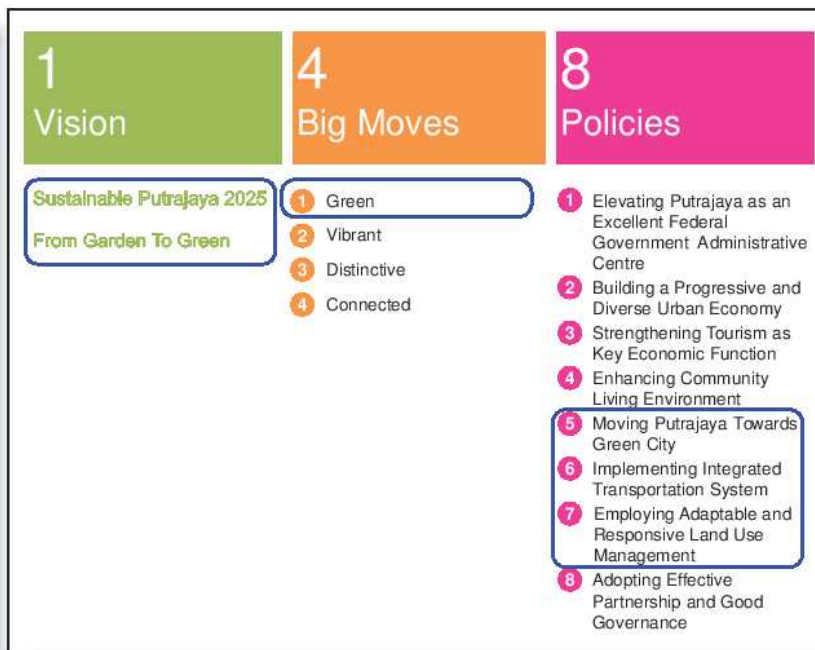 1
Vision
Sustainable Putrajaya 2025
From Garden To Green
4
Big Moves
1 Green
2 Vibrant
3 Distinctive
4 Connected
8
Policies
1 Elevating Putrajaya as an
Excellent Federal
Government Administrative
Centre
2 Building a Progressive and
Diverse Urban Economy
3 Strengthening Tourism as
Key Economic Function
4 Enhancing Community
Living Environment
5 Moving Putrajaya Towards
Green City
6 Implementing Integrated
Transportation System
7 Employing Adaptable and
Responsive Land Use
Management
8 Adopting Effective
Partnership and Good
Governance